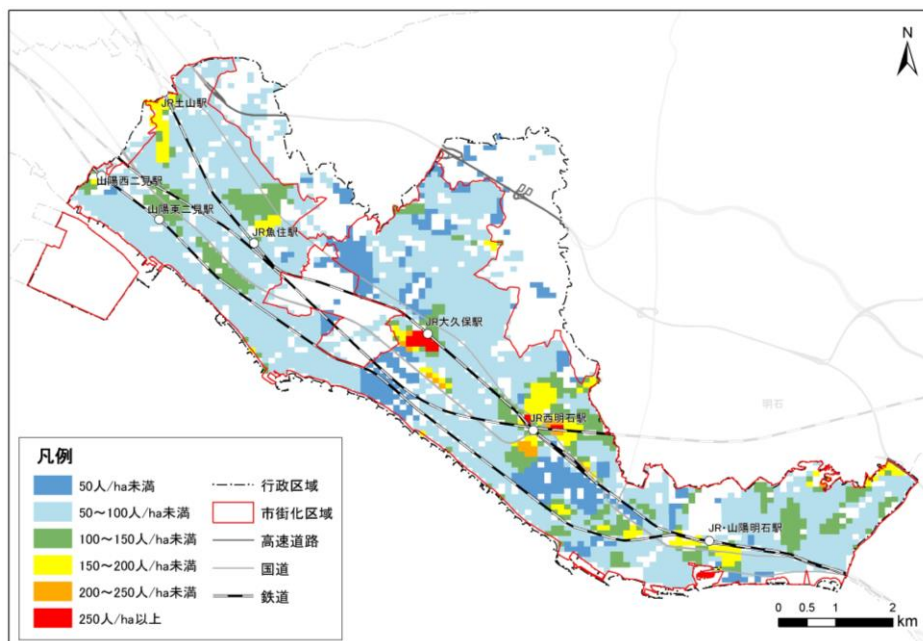 N
JR土山駅
山陽西二見駅
山陽東二見駅
JR魚住駅
JR大久保駅
明石
JR西明石駅
JR・山陽明石駅
凡例
50人/ha未満
50～100人/ha未満
100～150人/ha未満
150～200人/ha未満
200～250人/ha未満
250人/ha以上
行政区域
市街化区域
高速道路
国道
鉄道
0 0.5 1 2
km